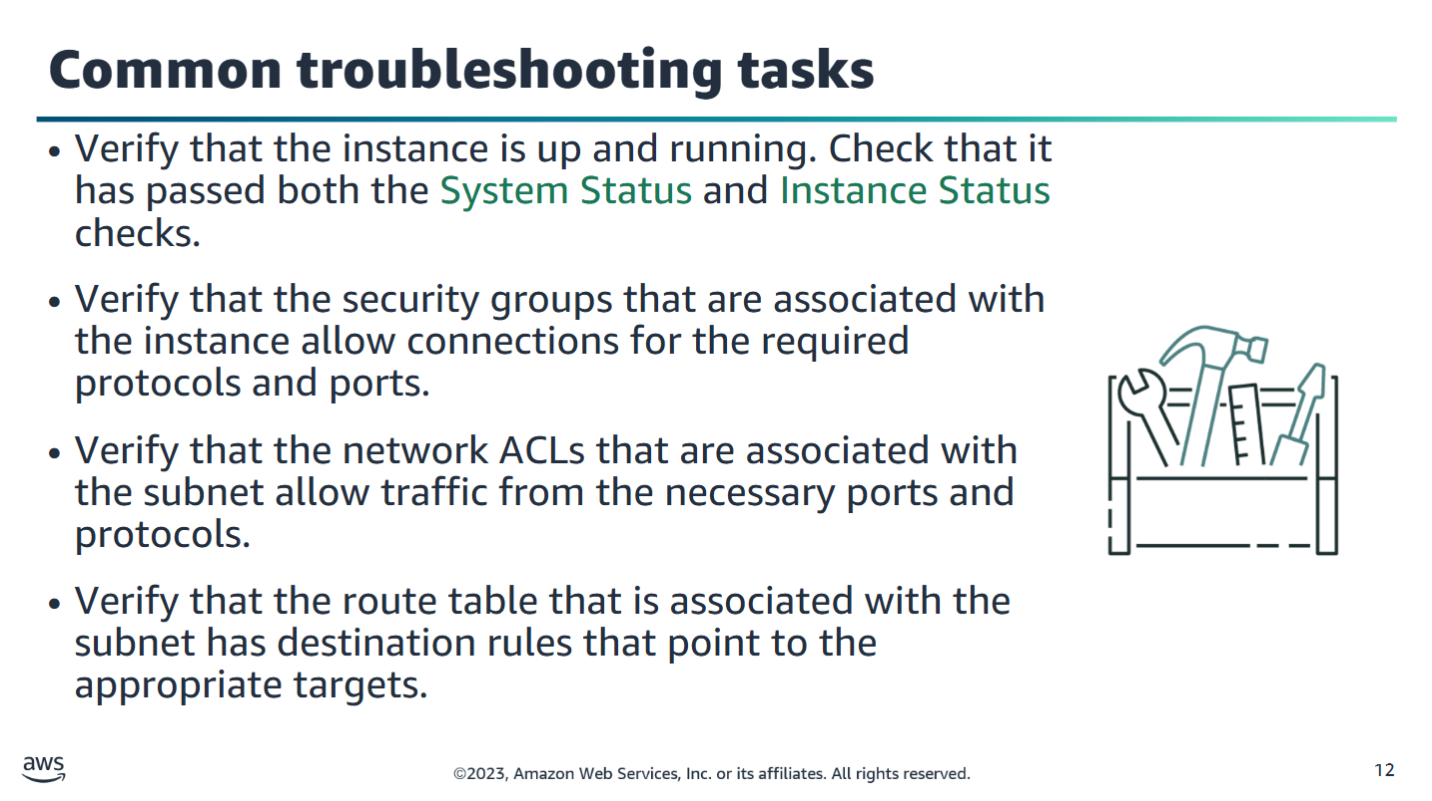 Common troubleshooting tasks
• Verify that the instance is up and running. Check that it
has passed both the System Status and Instance Status
checks.
• Verify that the security groups that are associated with
the instance allow connections for the required
protocols and ports.
• Verify that the network ACLs that are associated with
the subnet allow traffic from the necessary ports and
protocols.
• Verify that the route table that is associated with the
subnet has destination rules that point to the
appropriate targets.
aws
©2023, Amazon Web Services, Inc. or its affiliates. All rights reserved.
12